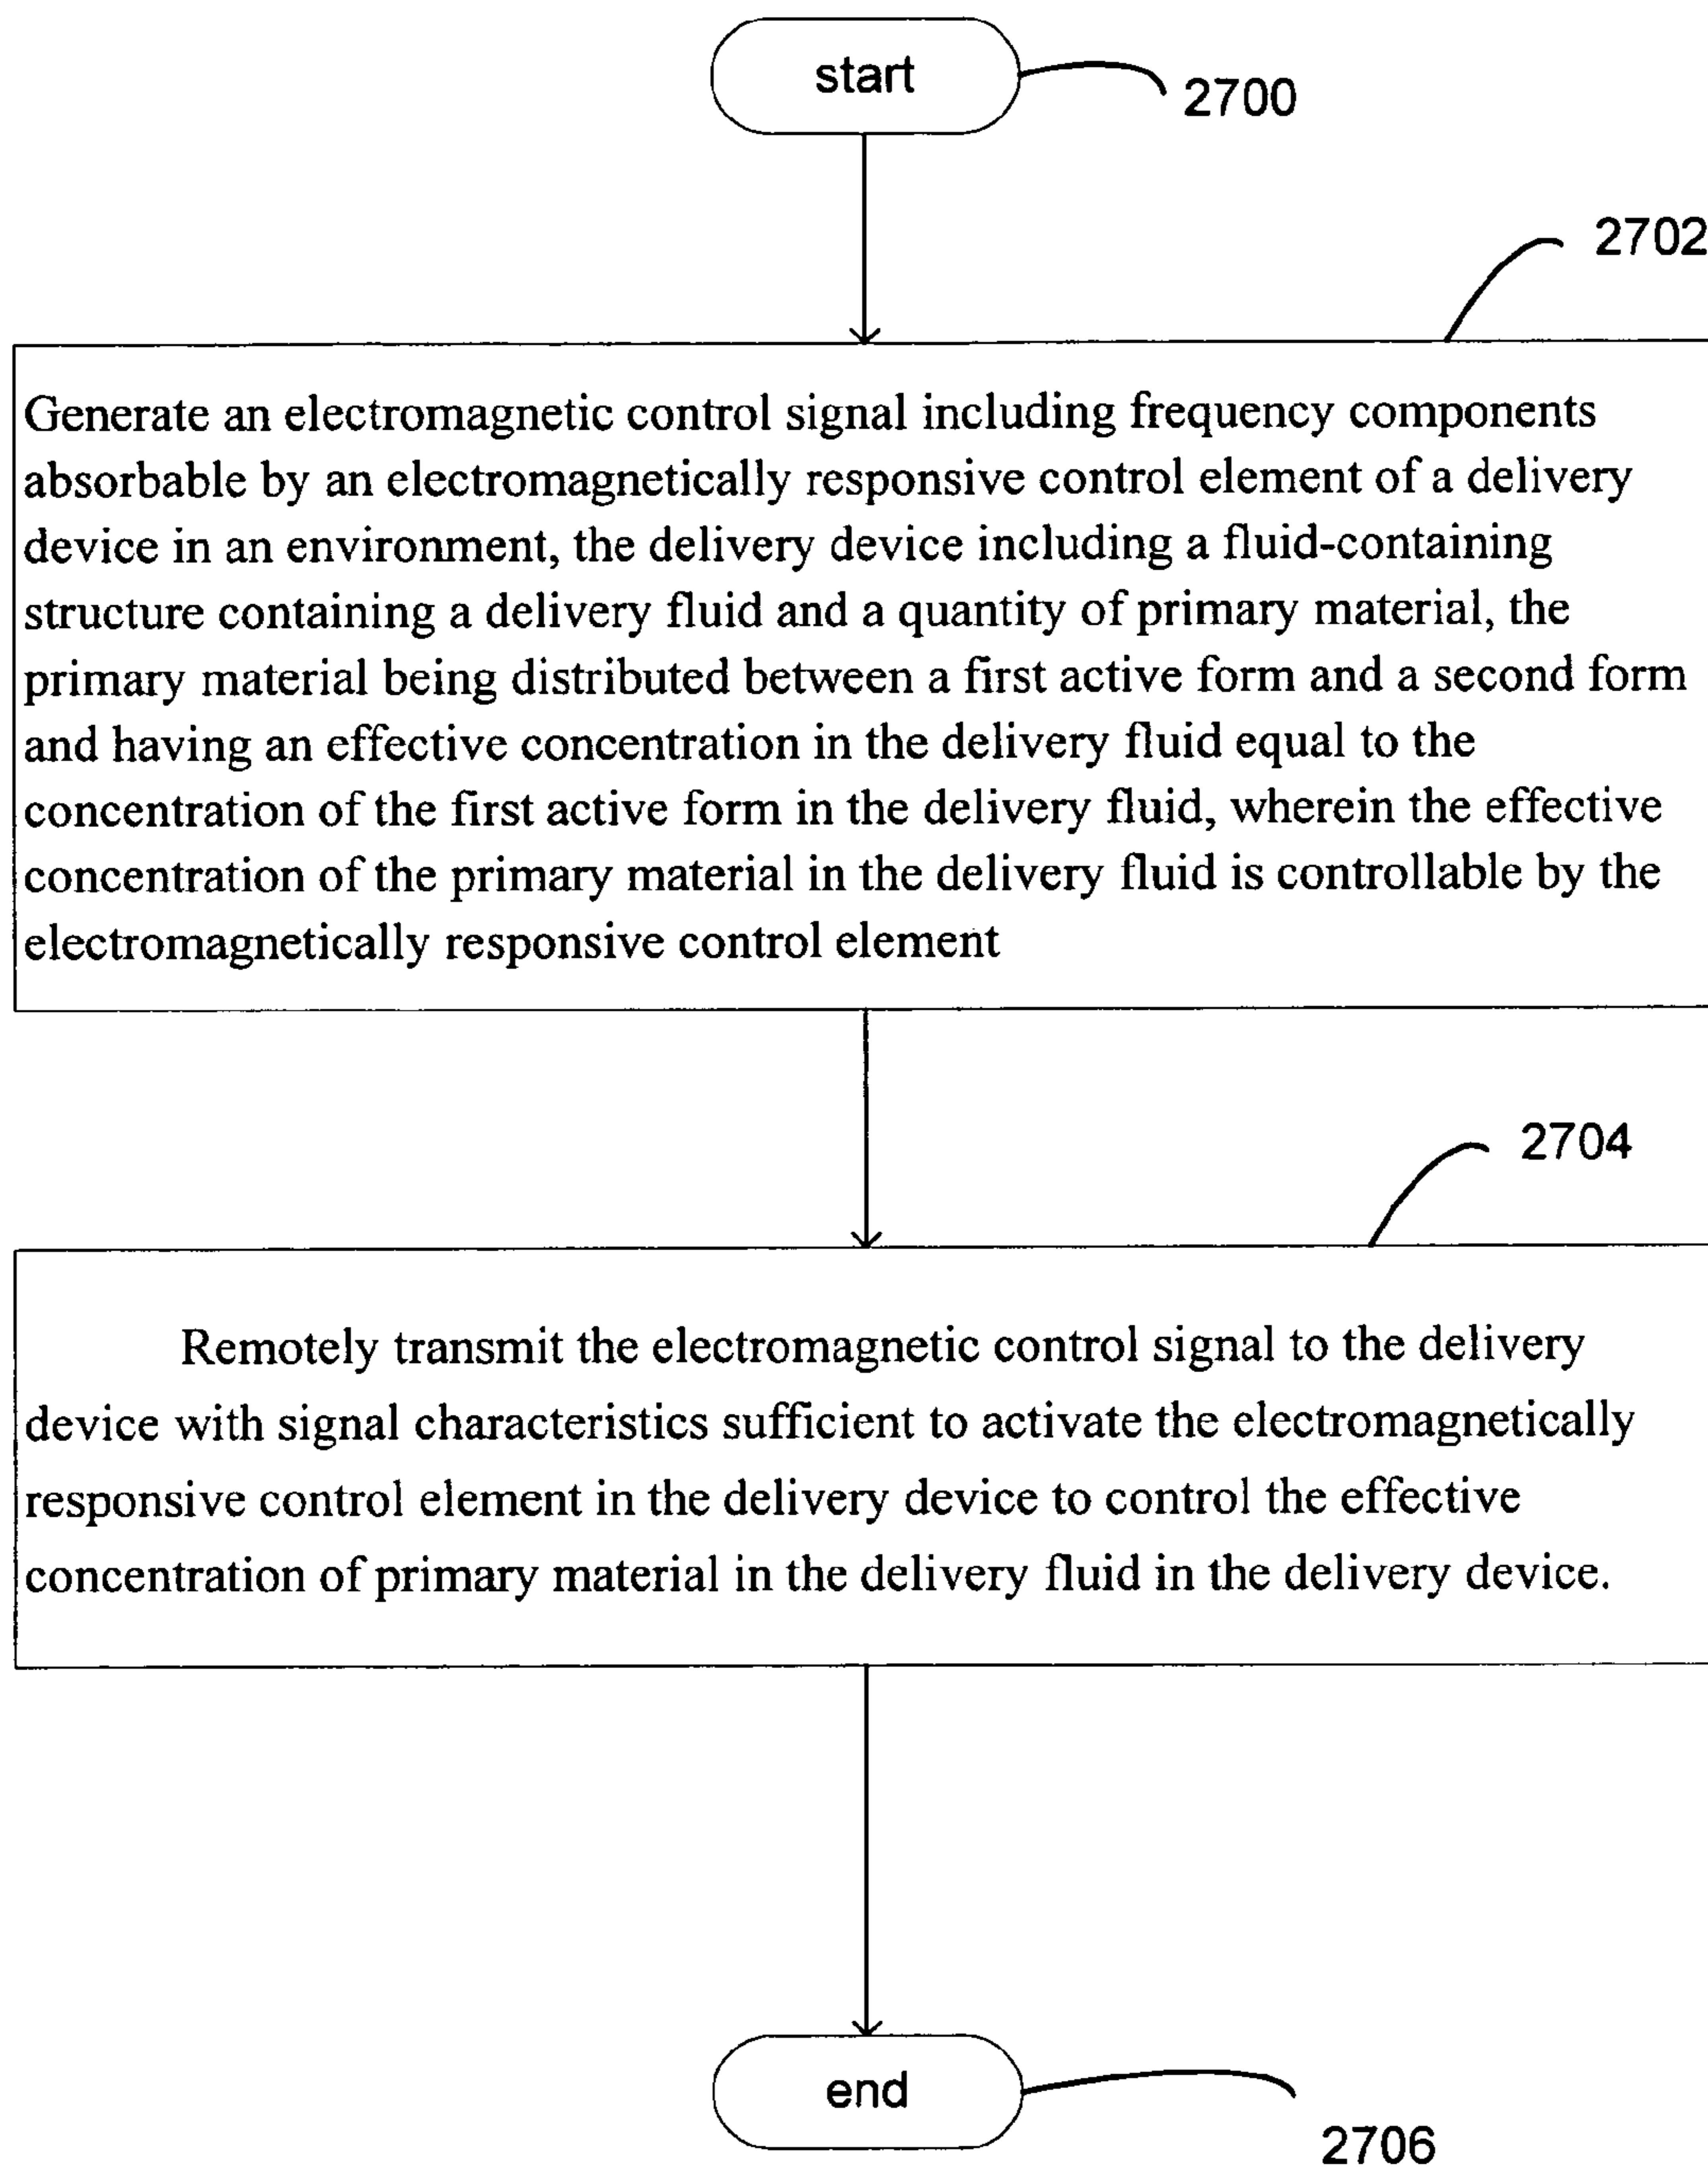 start
2700
2702
Generate an electromagnetic control signal including frequency components
absorbable by an electromagnetically responsive control element of a delivery
device in an environment, the delivery device including a fluid-containing
structure containing a delivery fluid and a quantity of primary material, the
primary material being distributed between a first active form and a second form
and having an effective concentration in the delivery fluid equal to the
concentration of the first active form in the delivery fluid, wherein the effective
concentration of the primary material in the delivery fluid is controllable by the
electromagnetically responsive control element
2704
Remotely transmit the electromagnetic control signal to the delivery
device with signal characteristics sufficient to activate the electromagnetically
responsive control element in the delivery device to control the effective
concentration of primary material in the delivery fluid in the delivery device.
end
2706